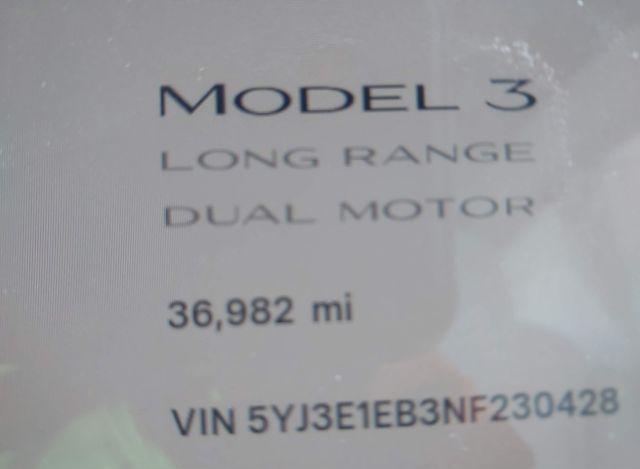 MODEL 3
LONG RANGE
DUAL MOTOR
36,982 mi
VIN 5YJ3E1EB3NF230428